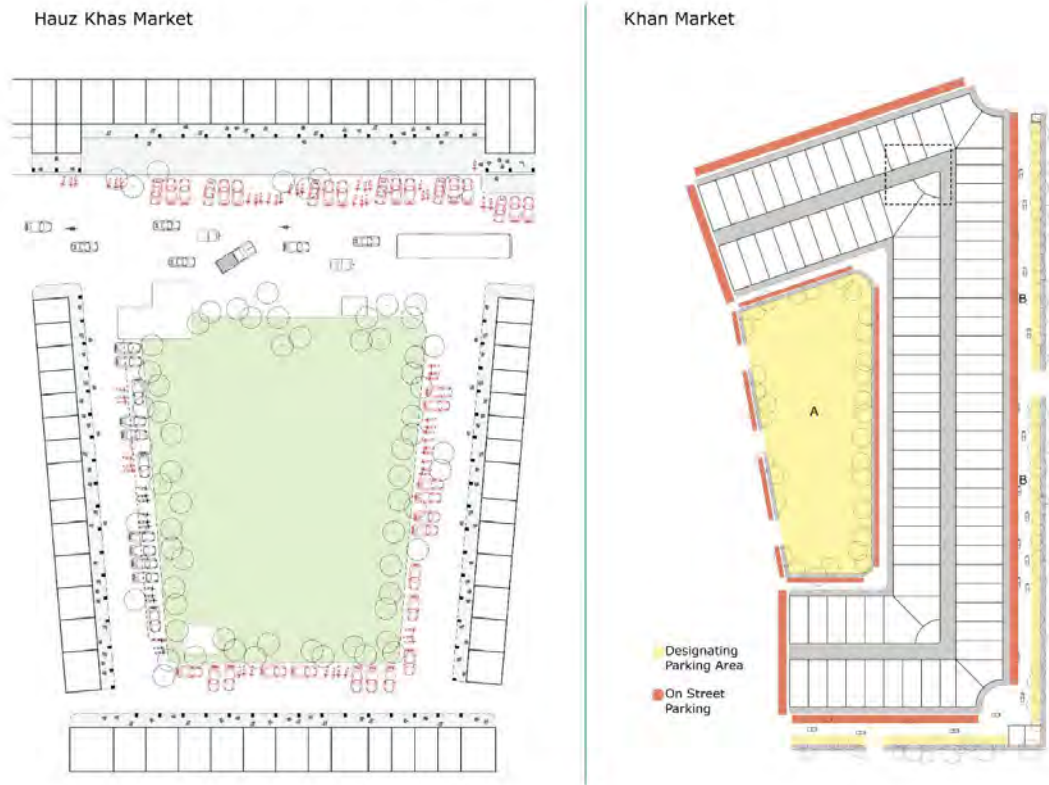 Hauz Khas Market
Khan Market
B
A
B
Designating
Parking Area
On Street
Parking